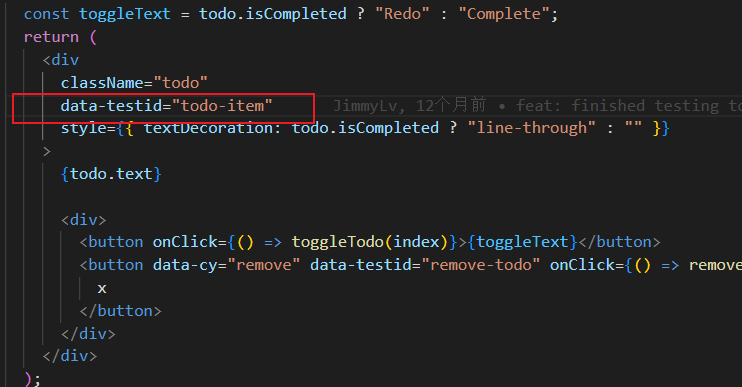 const toggleText = todo.isCompleted ? "Redo" : "Complete";
return (
<div
className="todo"
data-testid="todo-item" JimmyLv, 12个月前 • feat: finished testing to
style={{ textDecoration: todo.isCompleted ? "line-through" : "" }}
>
{todo.text}
<div>
<button onClick={() => toggleTodo(index)}>{toggleText}</button>
<button data-cy="remove" data-testid="remove-todo" onClick={() => remove
x
</button>
</div>
</div>
);